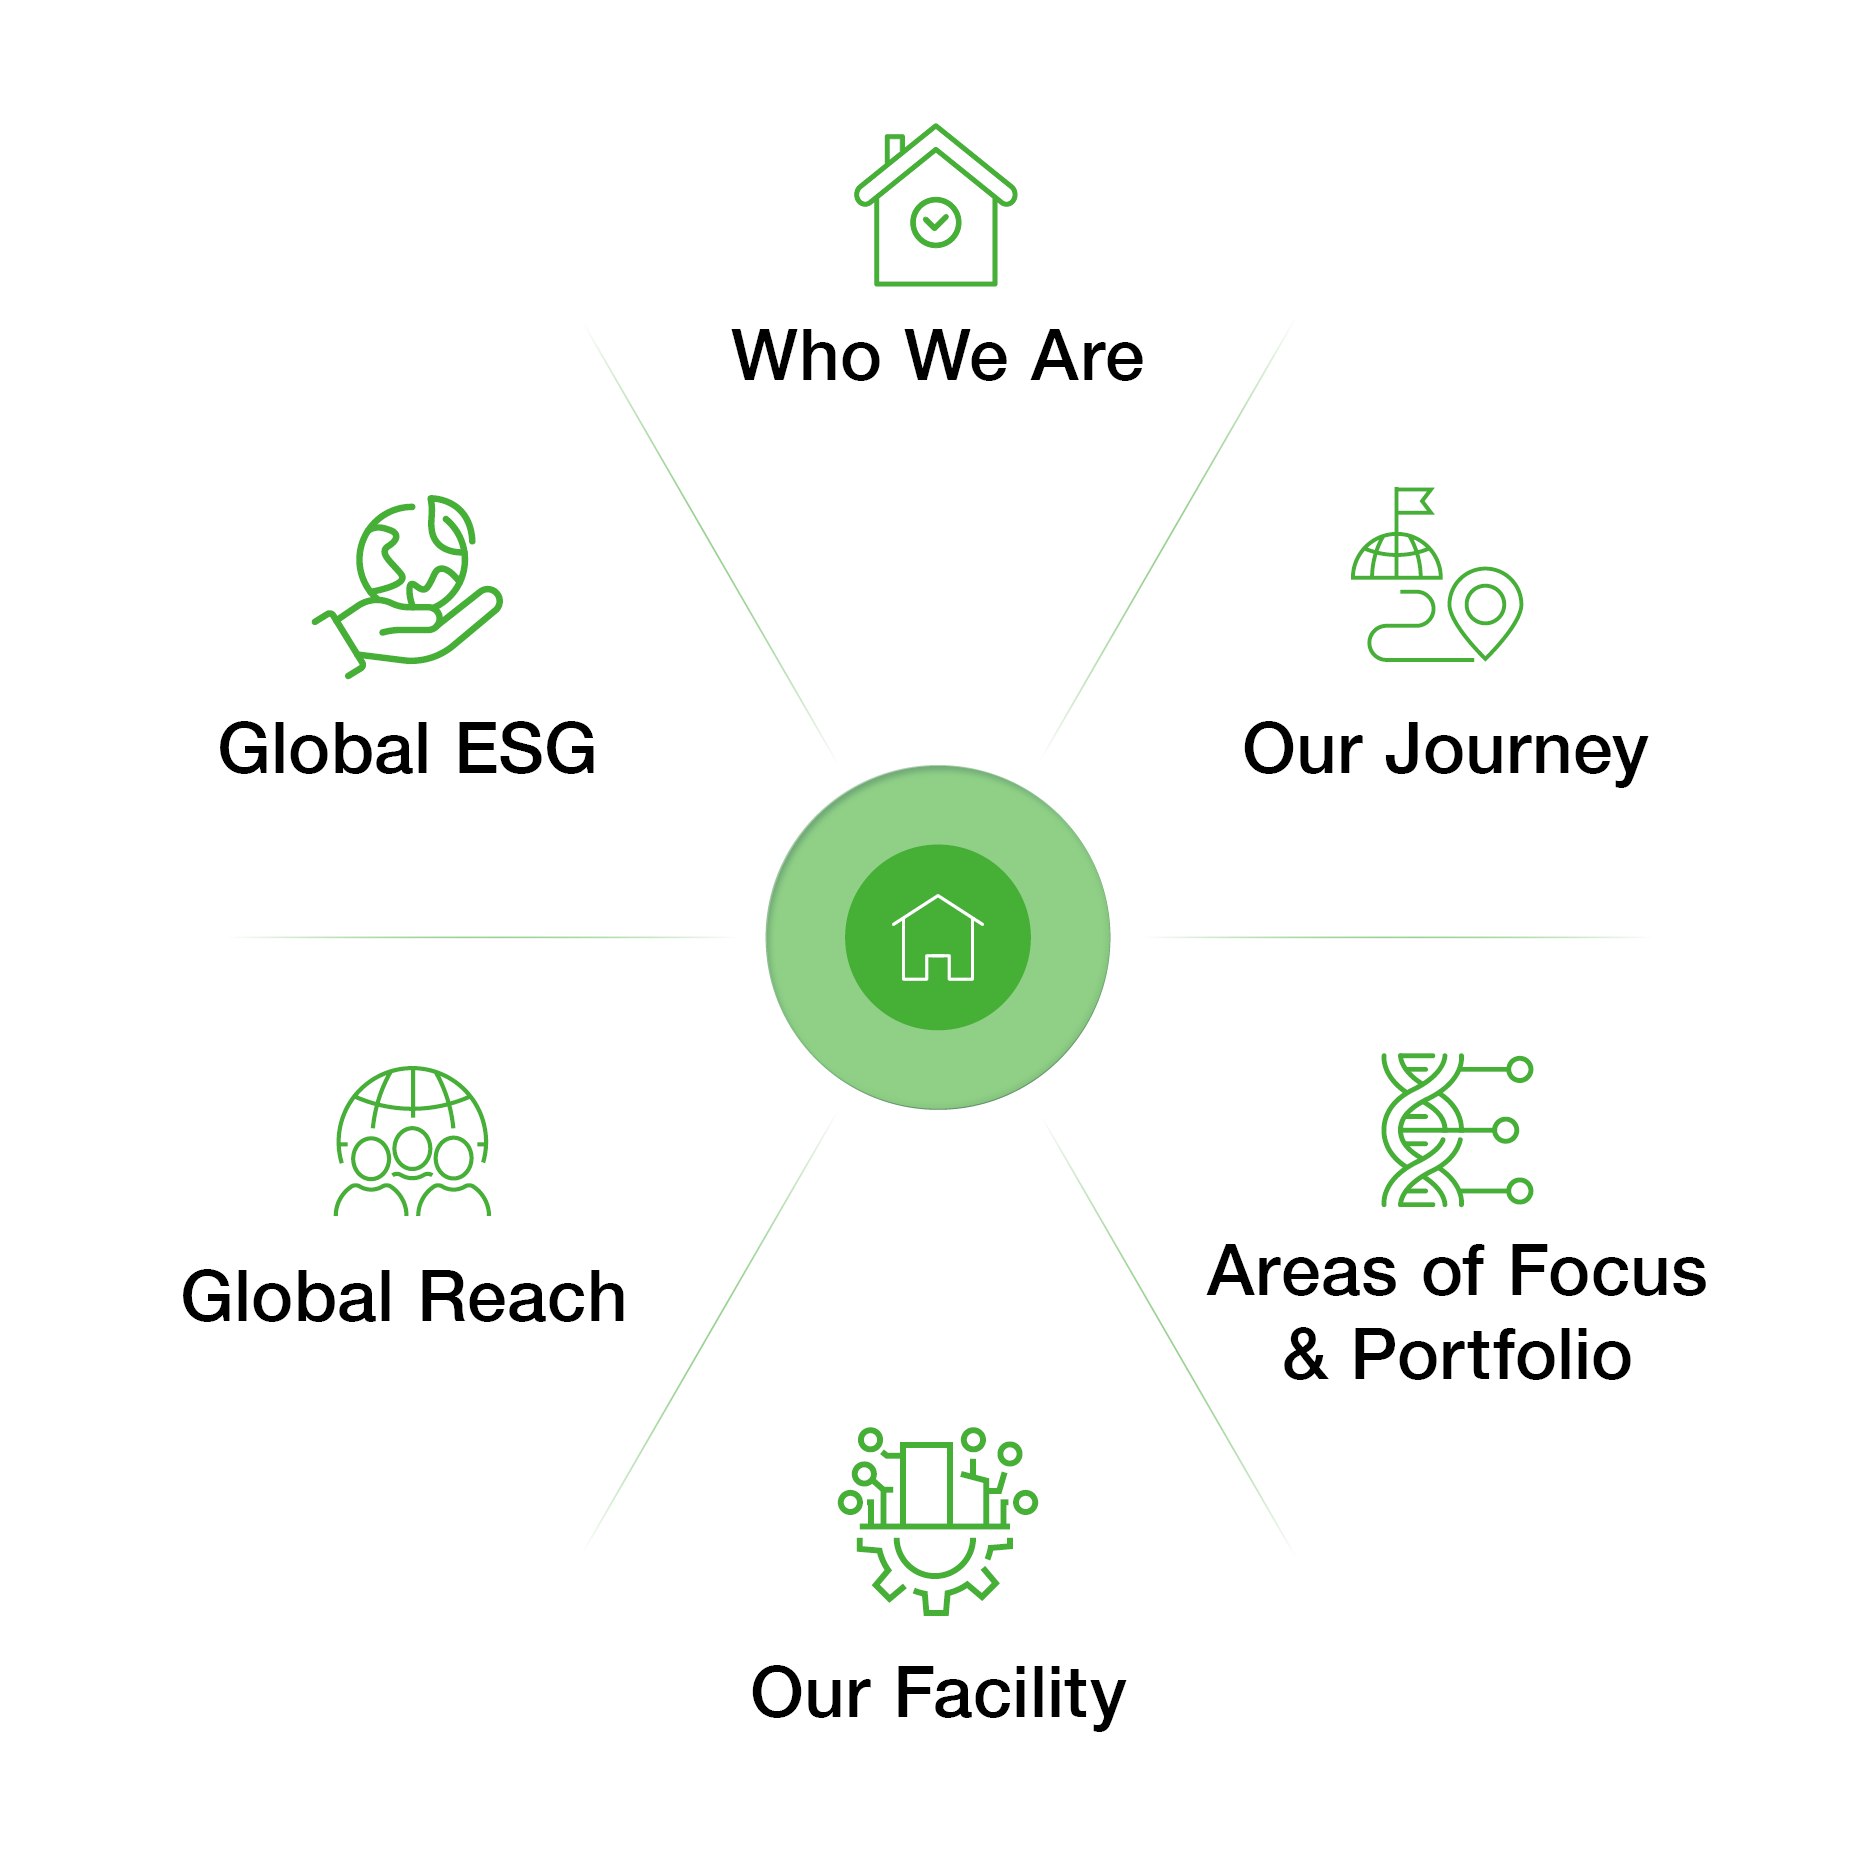 Who We Are
Global ESG
Our Journey
Global Reach
Areas of Focus
& Portfolio
Our Facility